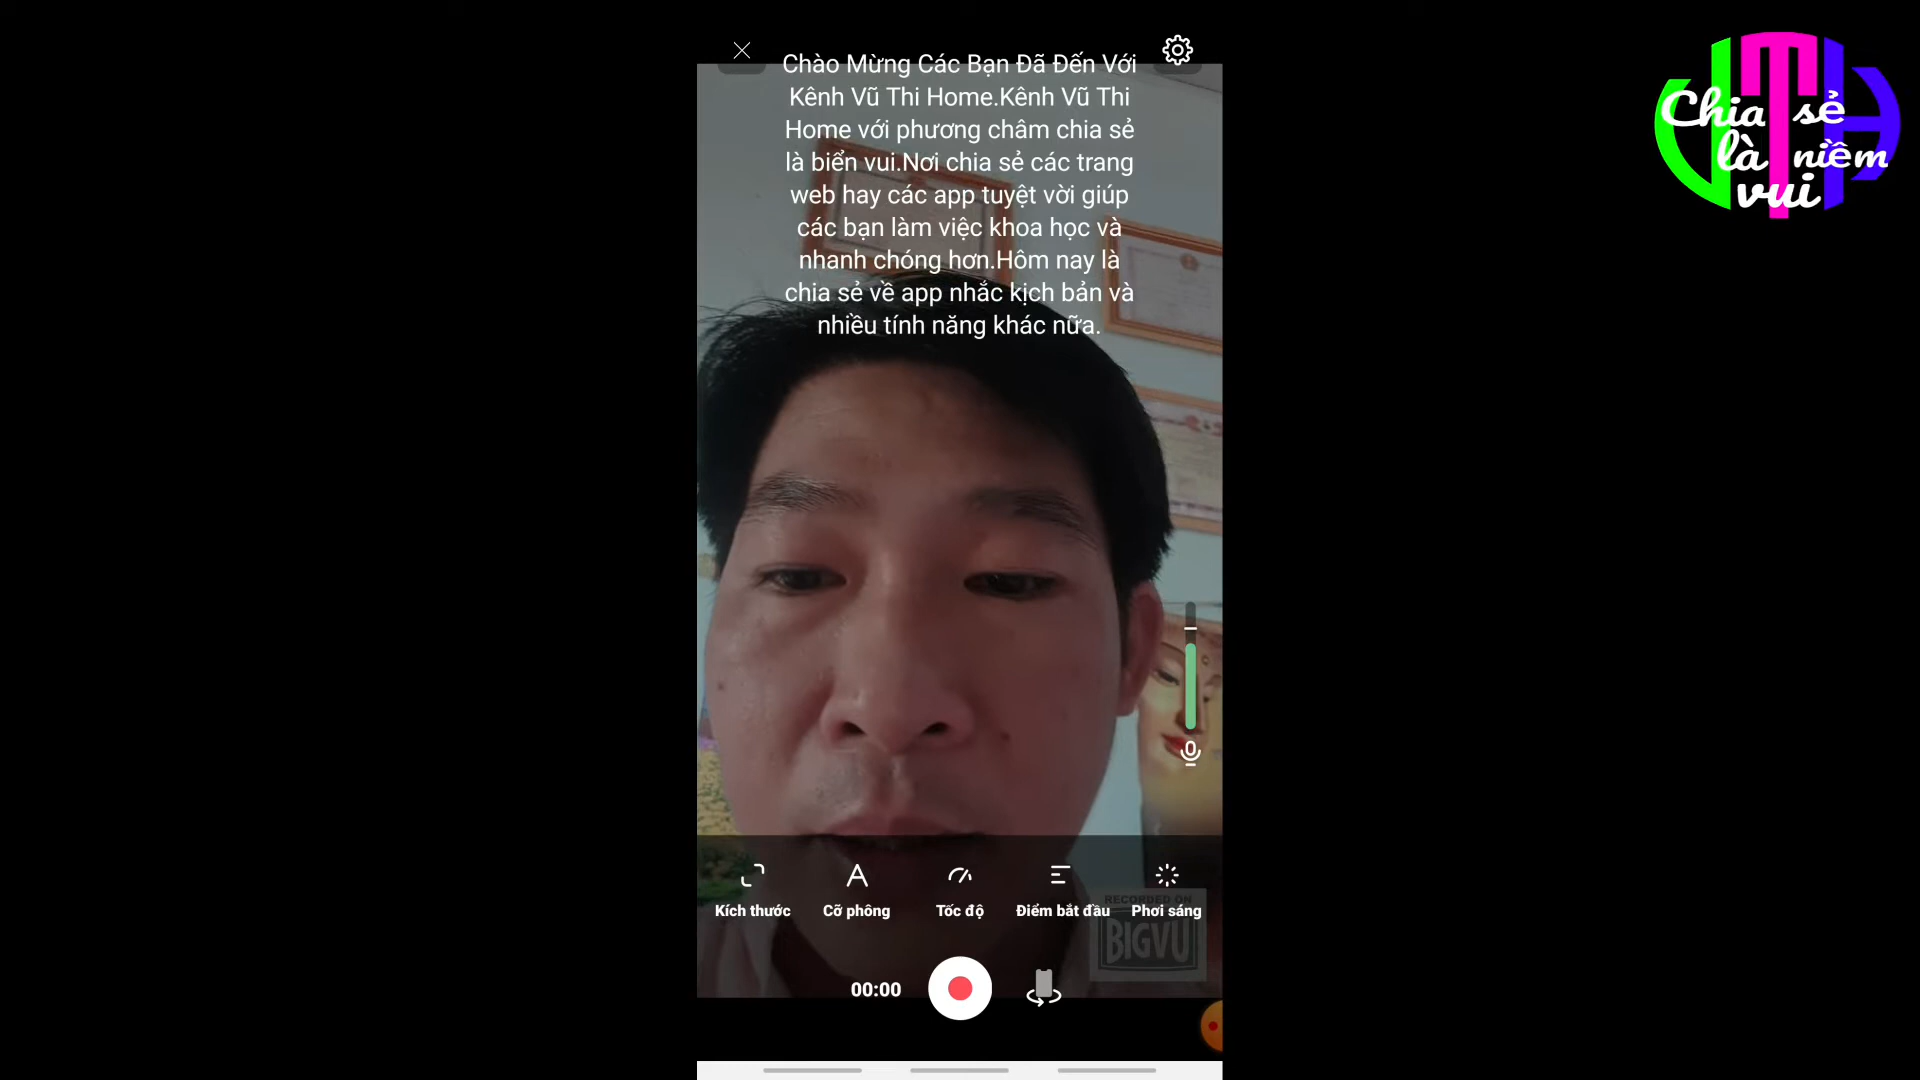 Chào Mừng Các Bạn Đã Đến Với
Kênh Vũ Thi Home.Kênh Vũ Thi
Home với phương châm chia sẻ
là biển vui.Nơi chia sẻ các trang
web hay các app tuyệt vời giúp
các bạn làm việc khoa học và
nhanh chóng hơn.Hôm nay là
chia sẻ về app nhắc kịch bản và
nhiều tính năng khác nữa.
Chia sẻ
là niềm
vui
Kích thước
Cỡ phông
Tốc độ
Điểm bắt đầu
Phơi sáng
RECORDED ON
BIGVU
00:00